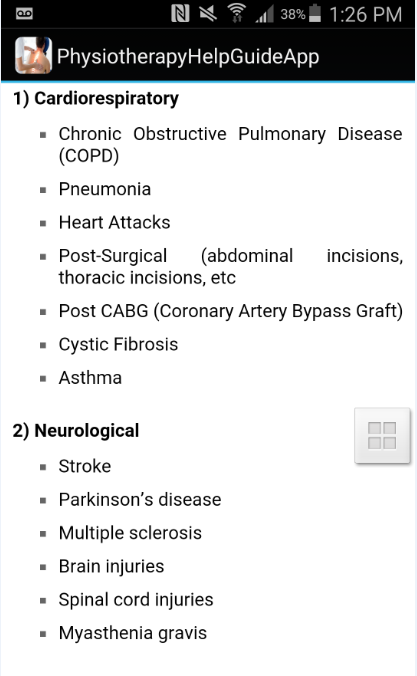 38% 1:26 PM
PhysiotherapyHelpGuideApp
1) Cardiorespiratory
▪ Chronic Obstructive Pulmonary Disease
(COPD)
▪ Pneumonia
▪ Heart Attacks
▪ Post-Surgical (abdominal incisions,
thoracic incisions, etc
▪ Post CABG (Coronary Artery Bypass Graft)
▪ Cystic Fibrosis
▪ Asthma
2) Neurological
▪ Stroke
▪ Parkinson’s disease
▪ Multiple sclerosis
▪ Brain injuries
▪ Spinal cord injuries
▪ Myasthenia gravis